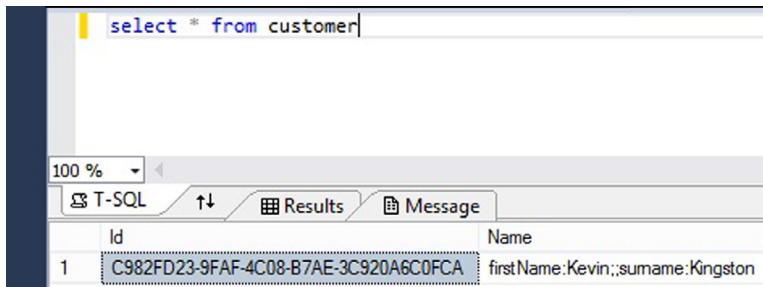 select * from customer
100 %
T-SQL Results Message
Id Name
1 C982FD23-9FAF-4C08-B7AE-3C920A6C0FCA firstName:Kevin;;surname:Kingston